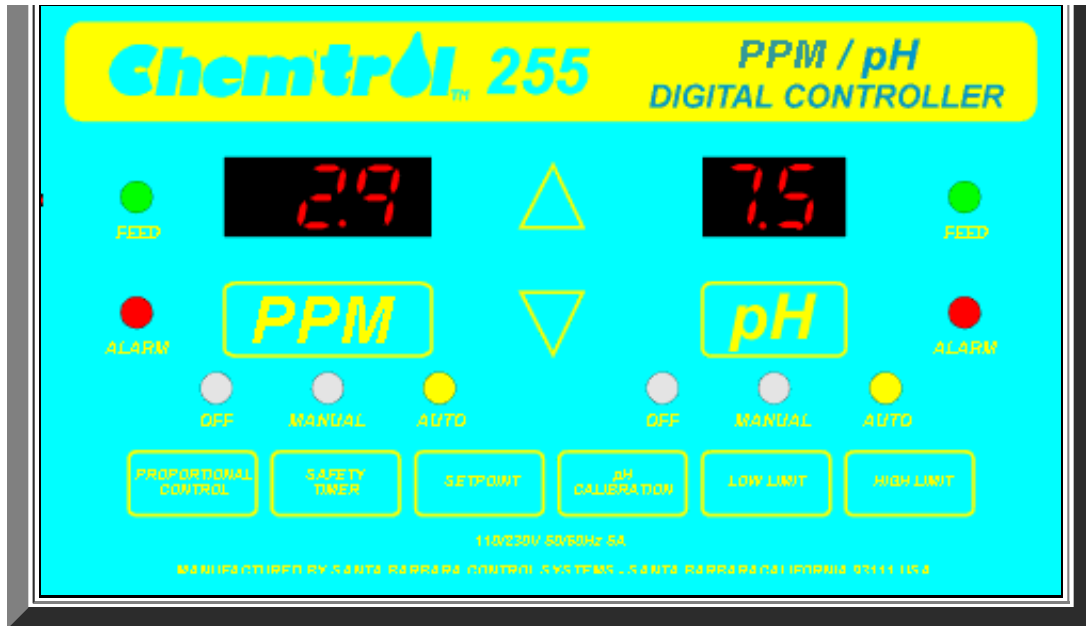 Chemtrol™ 255
PPM / pH
DIGITAL CONTROLLER
2.9
7.5
FEED
FEED
PPM
pH
ALARM
ALARM
OFF
MANUAL
AUTO
OFF
MANUAL
AUTO
PROPORTIONAL
CONTROL
SAFETY
TIMER
SETPOINT
pH
CALIBRATION
LOW LIMIT
HIGH LIMIT
110/230V 50/60Hz 5A
MANUFACTURED BY SANTA BARBARA CONTROL SYSTEMS - SANTA BARBARA CALIFORNIA 93111 USA